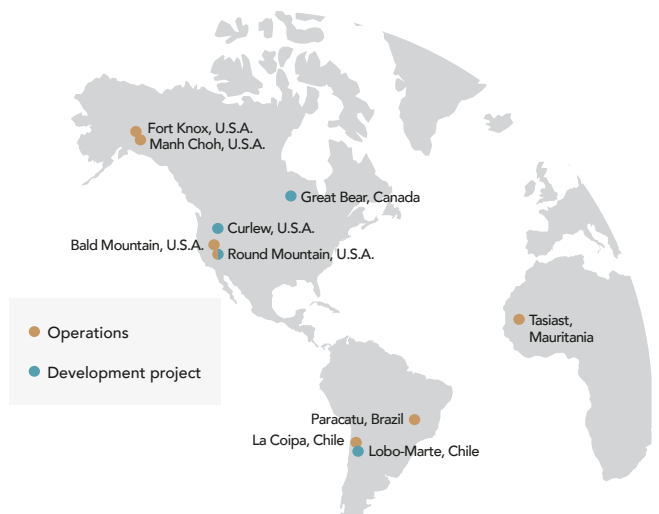 Fort Knox, U.S.A.
Manh Choh, U.S.A.
Great Bear, Canada
Curlew, U.S.A.
Bald Mountain, U.S.A.
Round Mountain, U.S.A.
Operations
Development project
Tasiast,
Mauritania
Paracatu, Brazil
La Coipa, Chile
Lobo-Marte, Chile